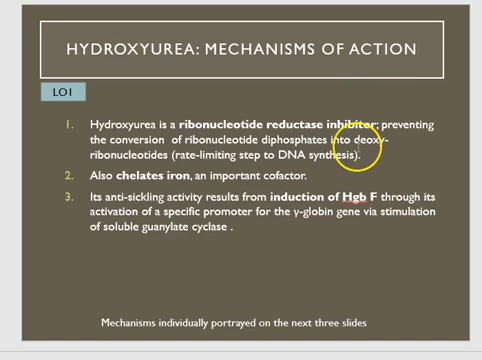 HYDROXYUREA: MECHANISMS OF ACTION
LO1
1. Hydroxyurea is a ribonucleotide reductase inhibitor; preventing
the conversion of ribonucleotide diphosphates into deoxy-
ribonucleotides (rate-limiting step to DNA synthesis).
2. Also chelates iron, an important cofactor.
3. Its anti-sickling activity results from induction of Hgb F through its
activation of a specific promoter for the γ-globin gene via stimulation
of soluble guanylate cyclase .
Mechanisms individually portrayed on the next three slides